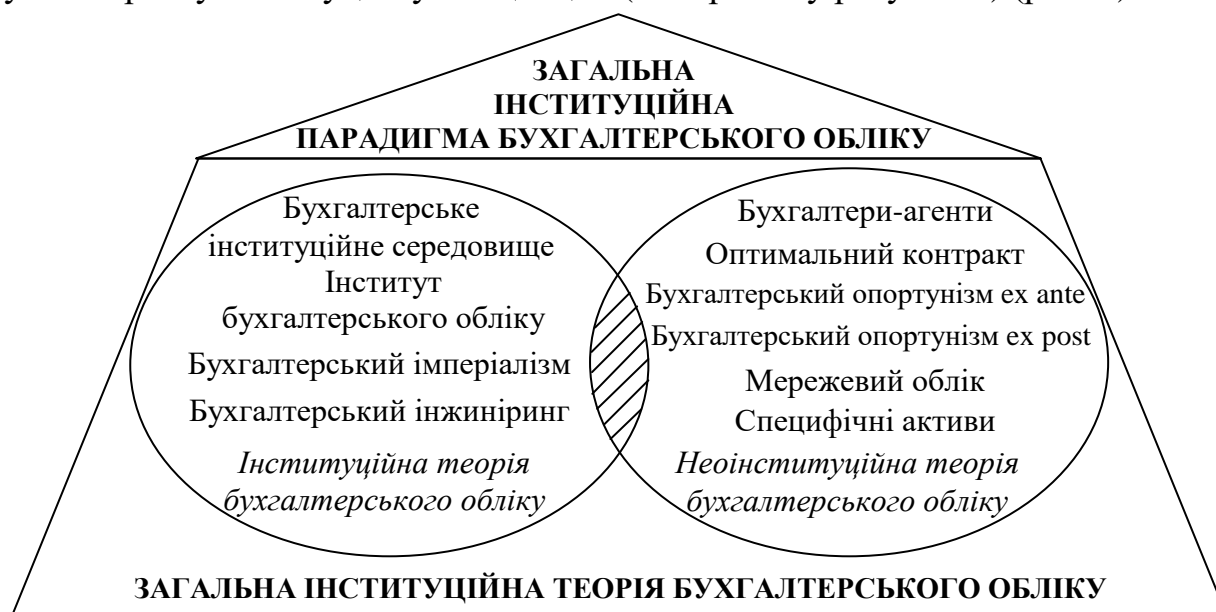 ЗАГАЛЬНА
ІНСТИТУЦІЙНА
ПАРАДИГМА БУХГАЛТЕРСЬКОГО ОБЛІКУ
Бухгалтерське
інституційне середовище
Інститут
бухгалтерського обліку
Бухгалтерський імперіалізм
Бухгалтерський інжиніринг
Інституційна теорія
бухгалтерського обліку
Бухгалтери-агенти
Оптимальний контракт
Бухгалтерський опортунізм ex ante
Бухгалтерський опортунізм ex post
Мережевий облік
Специфічні активи
Неоінституційна теорія
бухгалтерського обліку
ЗАГАЛЬНА ІНСТИТУЦІЙНА ТЕОРІЯ БУХГАЛТЕРСЬКОГО ОБЛІКУ